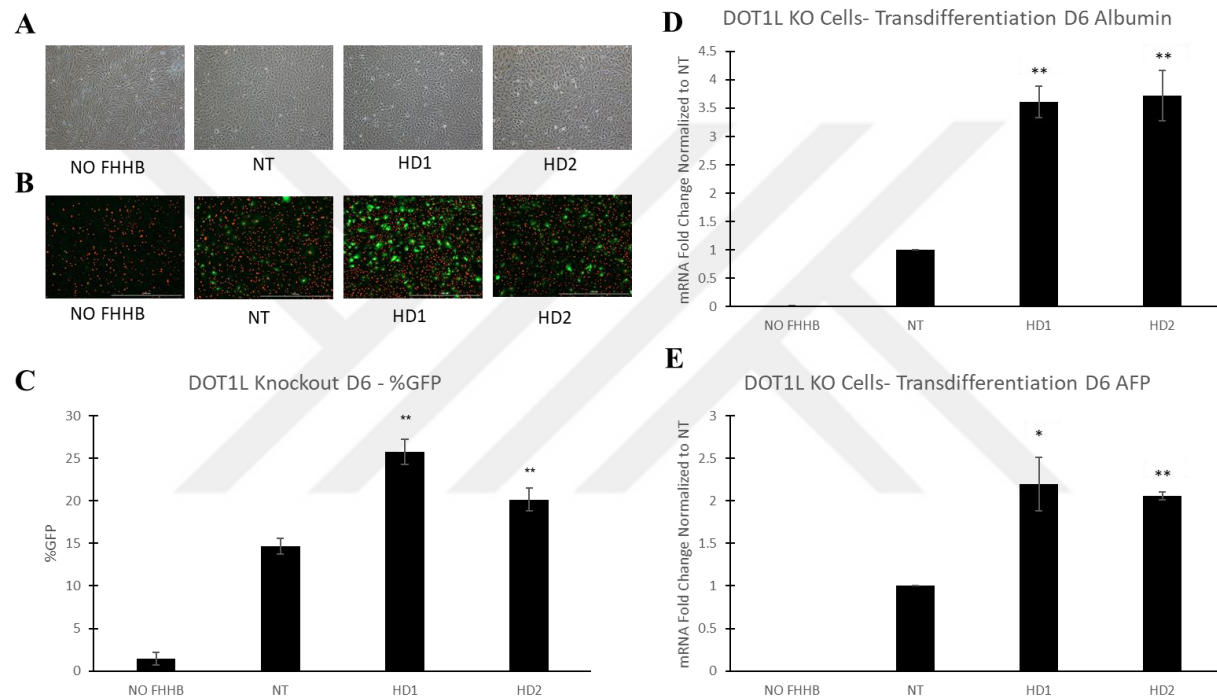 A
NO FHHB
NT
HD1
HD2
B
NO FHHB
NT
HD1
HD2
C
DOT1L Knockout D6 - %GFP
%GFP
30
25
20
15
10
5
0
**
**
NO FHHB
NT
HD1
HD2
D
DOT1L KO Cells- Transdifferentiation D6 Albumin
mRNA Fold Change Normalized to NT
4.5
4
3.5
3
2.5
2
1.5
1
0.5
0
**
**
NO FHHB
NT
HD1
HD2
E
DOT1L KO Cells- Transdifferentiation D6 AFP
mRNA Fold Change Normalized to NT
3
2.5
2
1.5
1
0.5
0
*
**
NO FHHB
NT
HD1
HD2